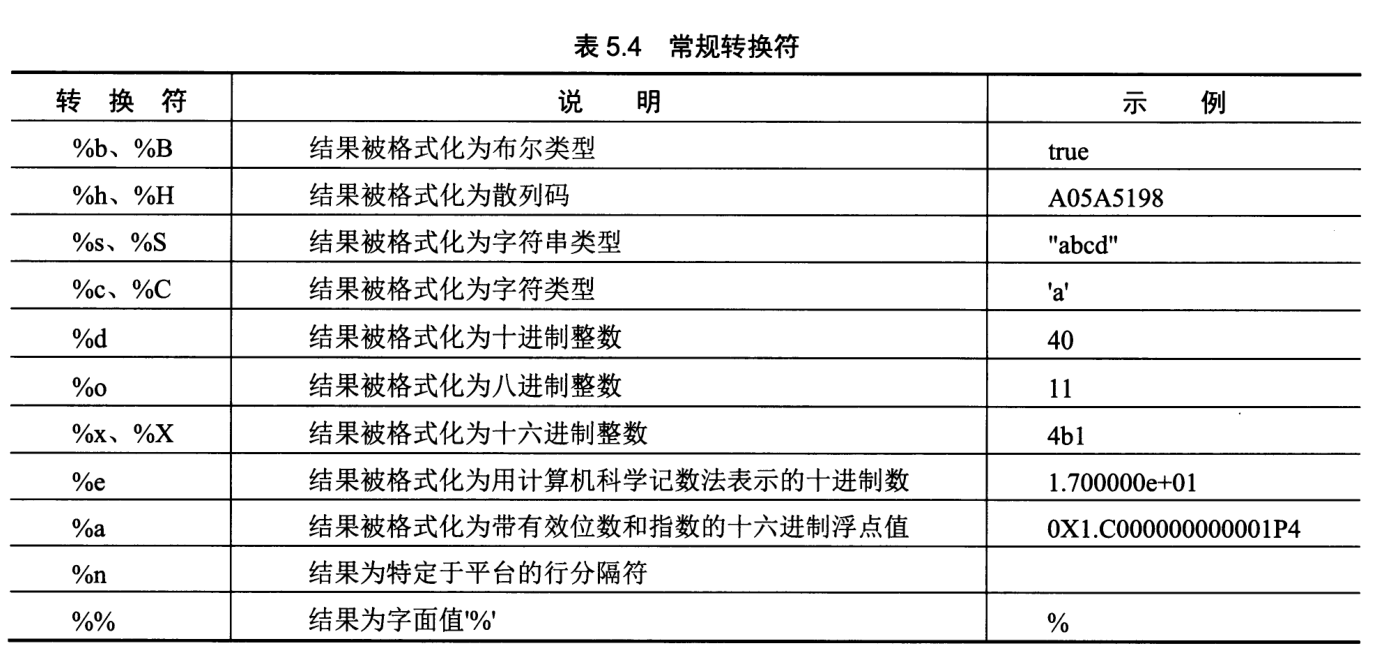 表 5.4 常规转换符
转 换 符 说 明 示 例
%b、%B 结果被格式化为布尔类型 true
%h、%H 结果被格式化为散列码 A05A5198
%s、%S 结果被格式化为字符串类型 "abcd"
%c、%C 结果被格式化为字符类型 'a'
%d 结果被格式化为十进制整数 40
%o 结果被格式化为八进制整数 11
%x、%X 结果被格式化为十六进制整数 4b1
%e 结果被格式化为用计算机科学记数法表示的十进制数 1.700000e+01
%a 结果被格式化为带有效位数和指数的十六进制浮点值 0X1.C000000000001P4
%n 结果为特定于平台的行分隔符
%% 结果为字面值'%' %